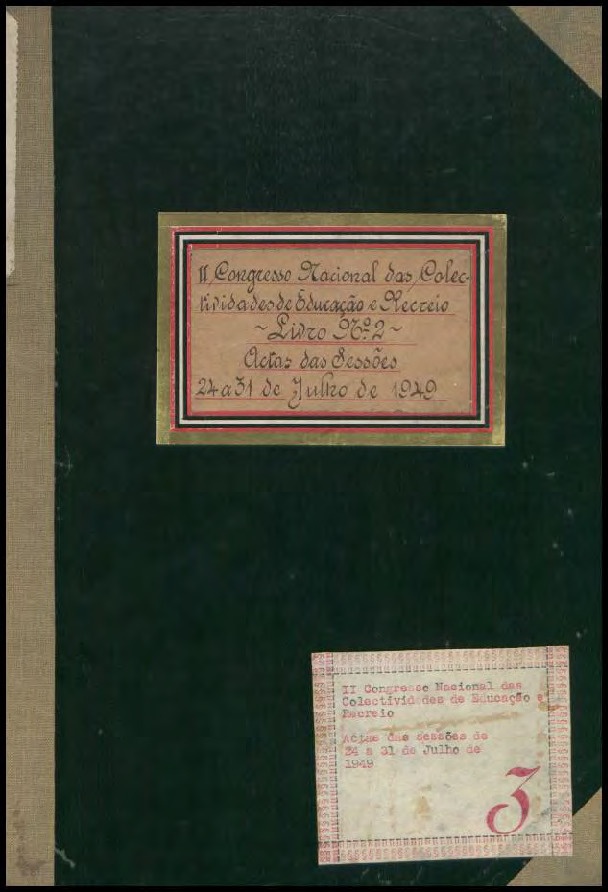 II Congresso Nacional das Colec-
tividades de Educação e Recreio
~ Livro Nº 2 ~
Actas das Sessões
24 a 31 de Julho de 1949
II Congresso Nacional das
Colectividades de Educação e
Recreio
Actas das sessões de
24 a 31 de Julho de
1949
3